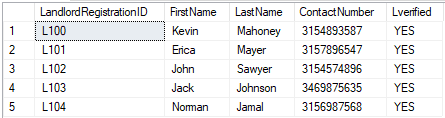 LandlordRegistrationID FirstName LastName ContactNumber Lverified
1 L100 Kevin Mahoney 3154893587 YES
2 L101 Erica Mayer 3157896547 YES
3 L102 John Sawyer 3154574896 YES
4 L103 Jack Johnson 3469875635 YES
5 L104 Norman Jamal 3156987568 YES